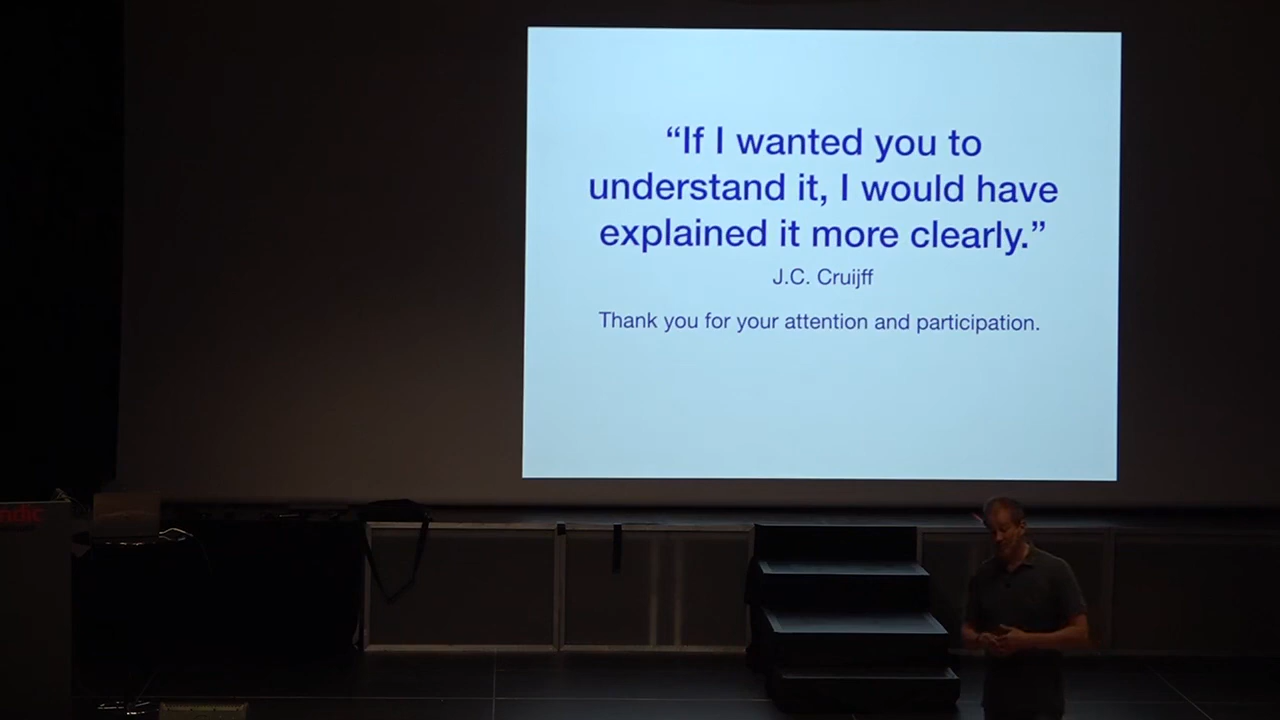 “If I wanted you to
understand it, I would have
explained it more clearly.”
J.C. Cruijff
Thank you for your attention and participation.
ndic